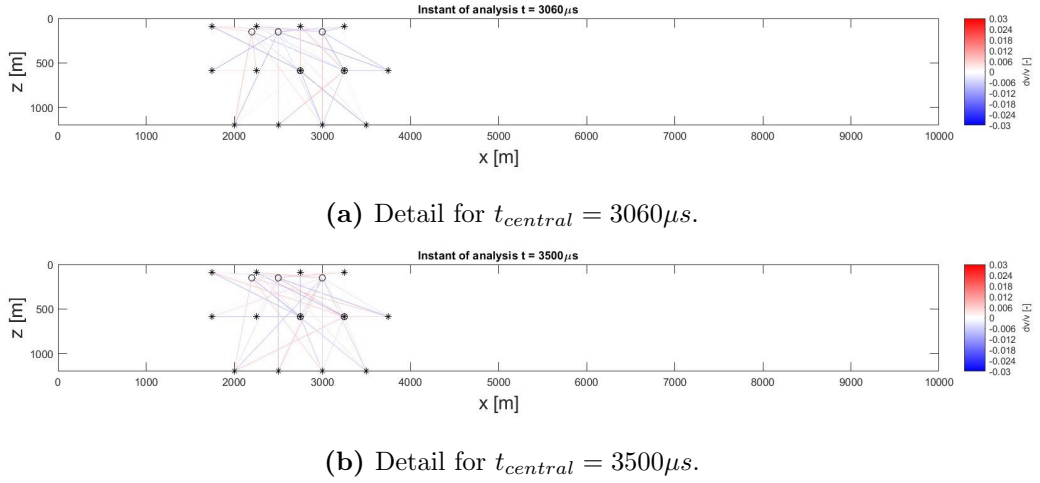 Instant of analysis t = 3060μs
0
500
1000
z [m]
0 1000 2000 3000 4000 5000 6000 7000 8000 9000 10000
x [m]
0.03
0.024
0.018
0.012
0.006
0
-0.006
-0.012
-0.018
-0.024
-0.03
dv/v [-]
(a) Detail for t_central = 3060μs.
Instant of analysis t = 3500μs
0
500
1000
z [m]
0 1000 2000 3000 4000 5000 6000 7000 8000 9000 10000
x [m]
0.03
0.024
0.018
0.012
0.006
0
-0.006
-0.012
-0.018
-0.024
-0.03
dv/v [-]
(b) Detail for t_central = 3500μs.